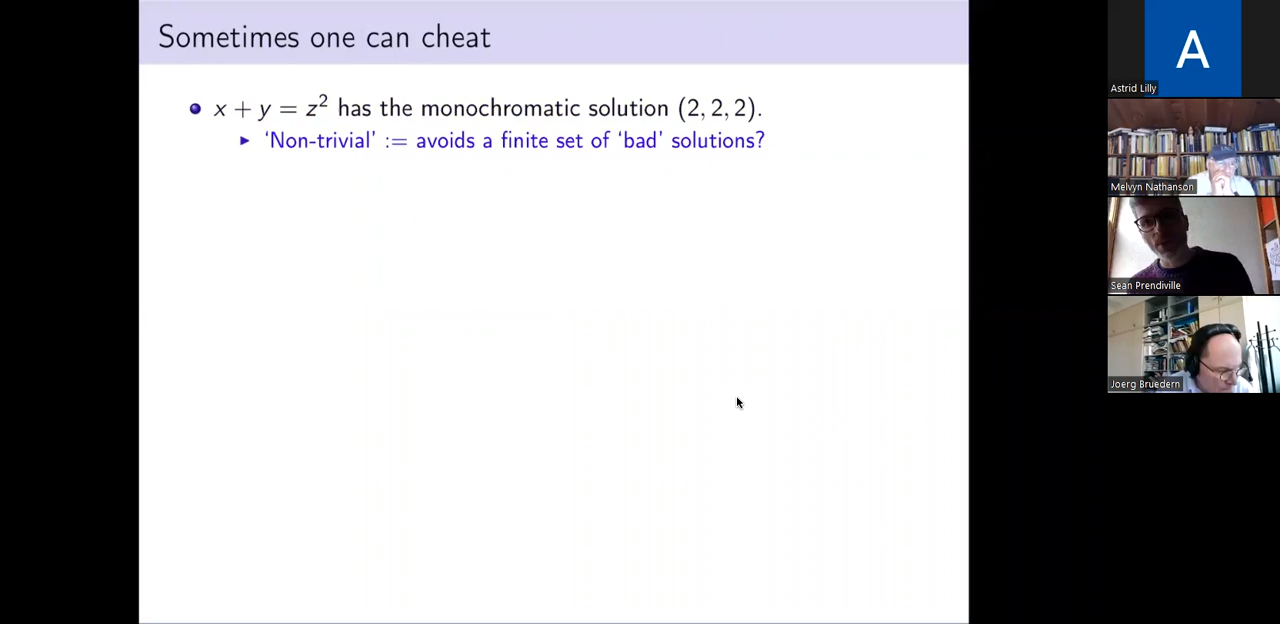 Sometimes one can cheat
x + y = z² has the monochromatic solution (2, 2, 2).
‘Non-trivial’ := avoids a finite set of ‘bad’ solutions?
A
Astrid Lilly
Melvyn Nathanson
Sean Prendiville
Joerg Bruedern